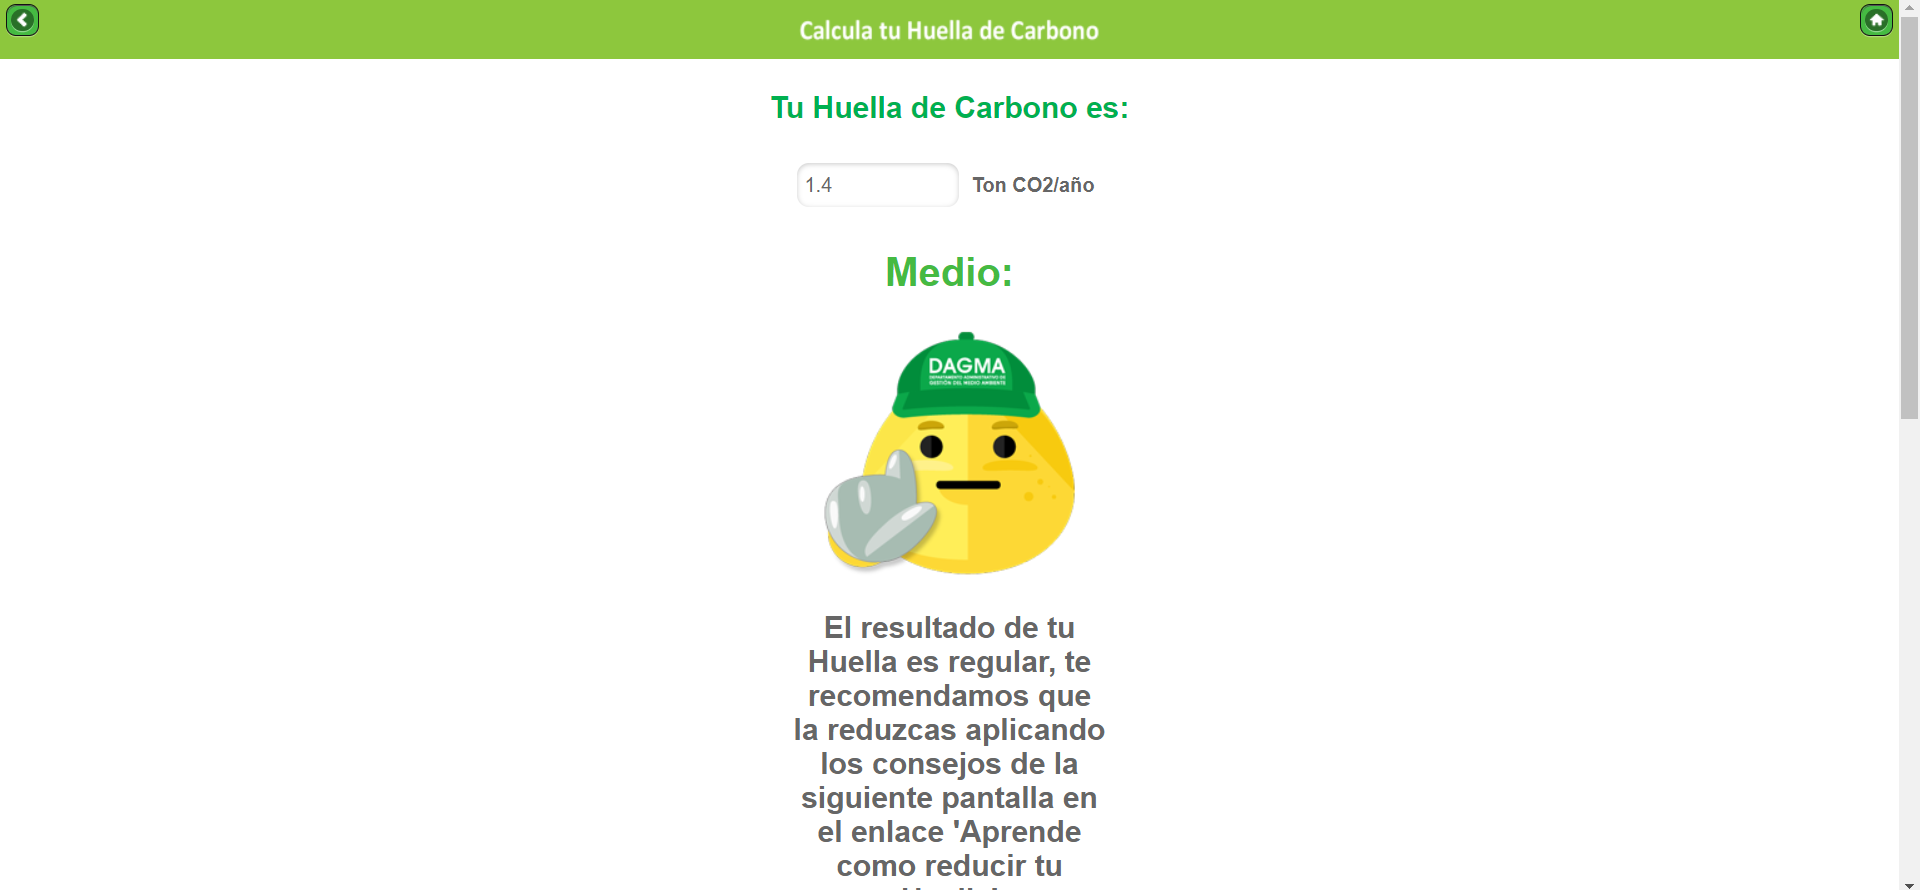 Calcula tu Huella de Carbono
Tu Huella de Carbono es:
1.4 Ton CO2/año
Medio:
DAGMA
DEPARTAMENTO ADMINISTRATIVO DE
GESTIÓN DEL MEDIO AMBIENTE
El resultado de tu
Huella es regular, te
recomendamos que
la reduzcas aplicando
los consejos de la
siguiente pantalla en
el enlace 'Aprende
como reducir tu